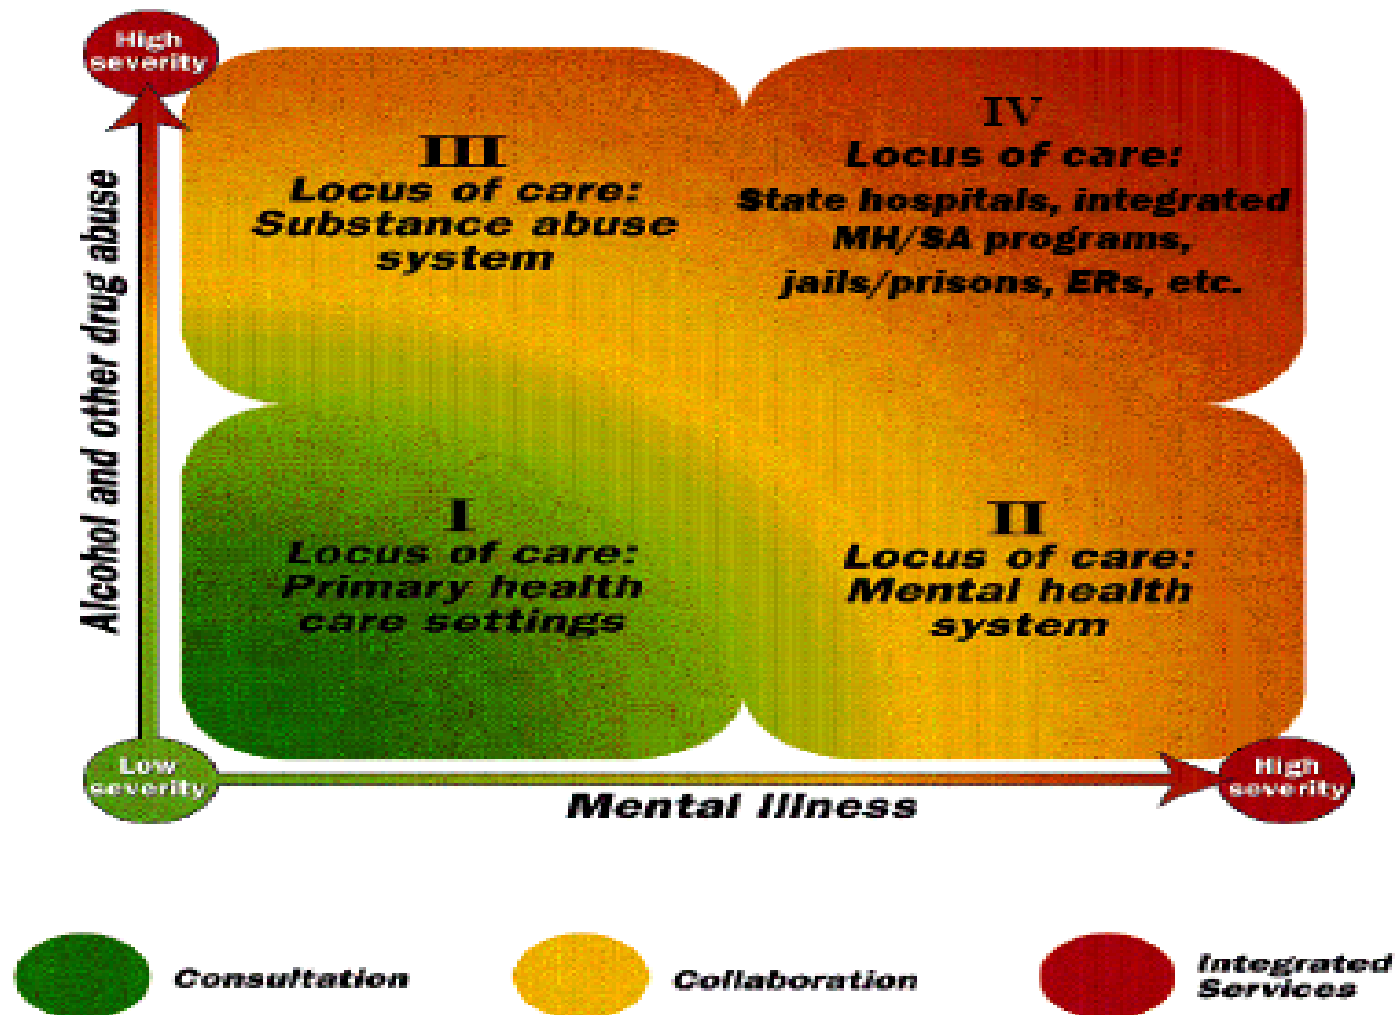 High
severity
Alcohol and other drug abuse
III
Locus of care:
Substance abuse
system
IV
Locus of care:
State hospitals, integrated
MH/SA programs,
jails/prisons, ERs, etc.
I
Locus of care:
Primary health
care settings
II
Locus of care:
Mental health
system
Low
severity
Mental Illness
High
severity
Consultation
Collaboration
Integrated
Services